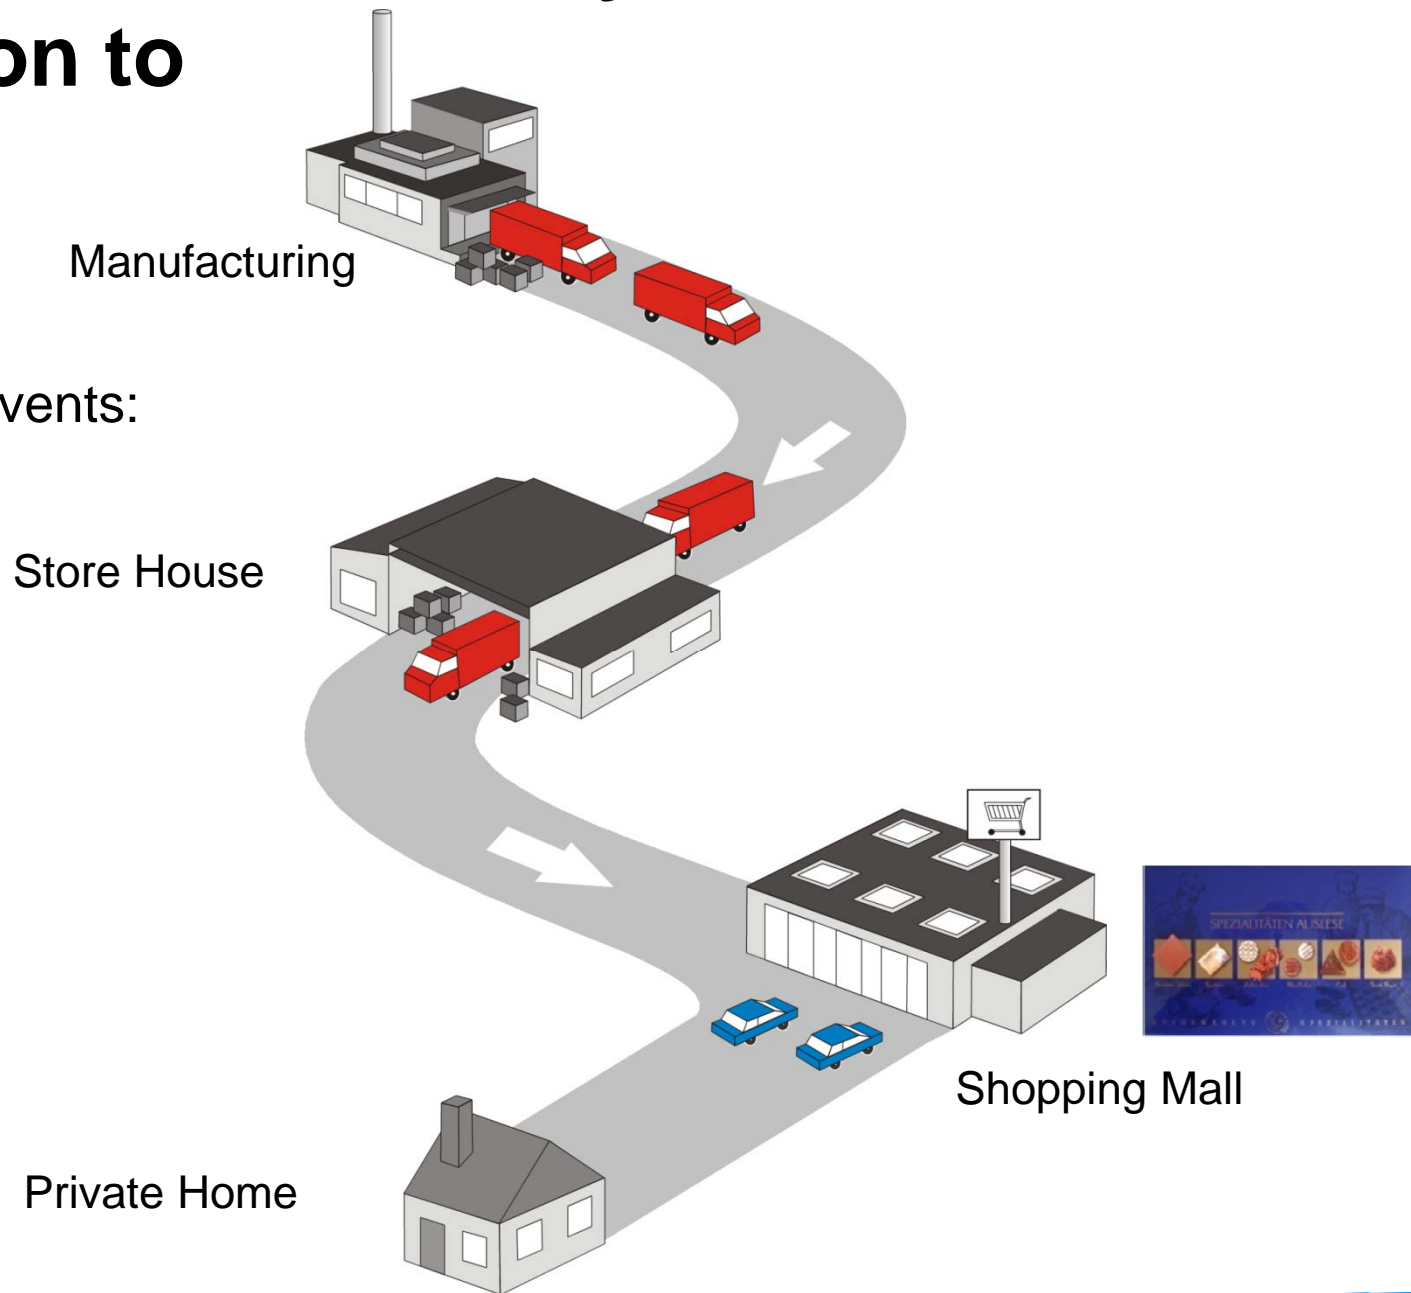 on to
Manufacturing
vents:
Store House
SPEZIALITÄTEN AUSLESE
Shopping Mall
Private Home